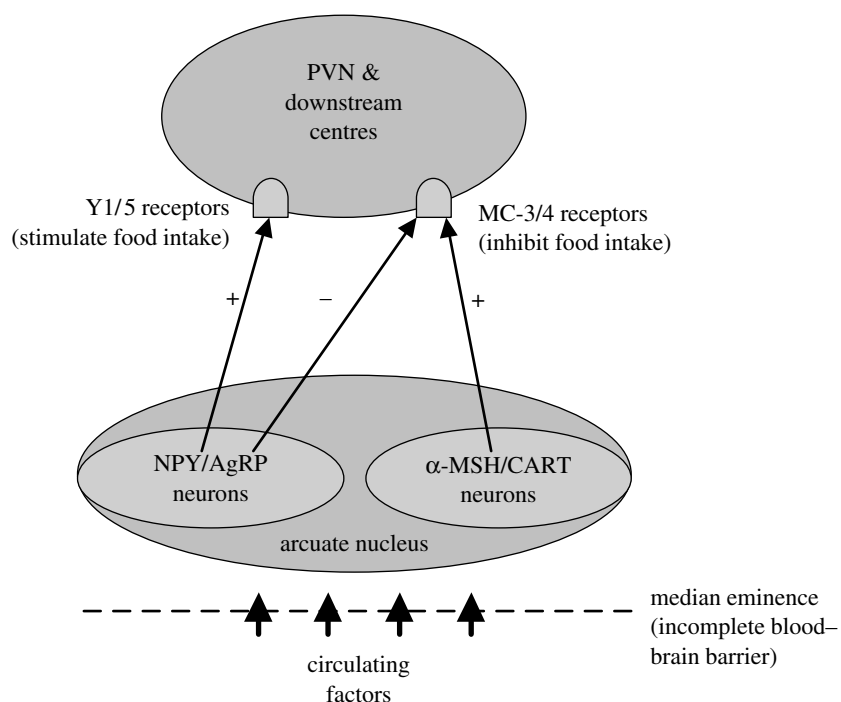 PVN &
downstream
centres
Y1/5 receptors
(stimulate food intake)
MC-3/4 receptors
(inhibit food intake)
+
–
+
NPY/AgRP
neurons
α-MSH/CART
neurons
arcuate nucleus
median eminence
(incomplete blood–
brain barrier)
circulating
factors